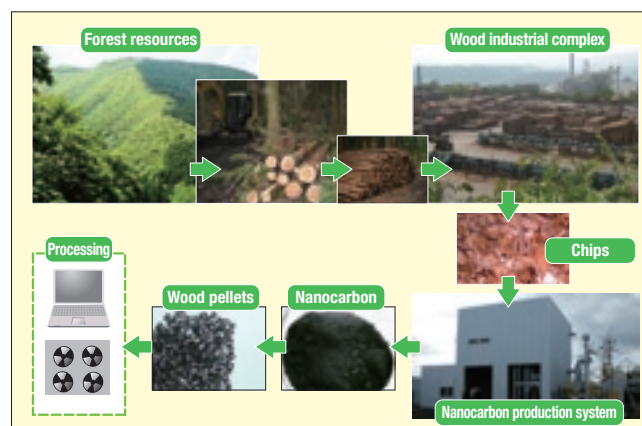 Forest resources
Wood industrial complex
Chips
Nanocarbon production system
Nanocarbon
Wood pellets
Processing